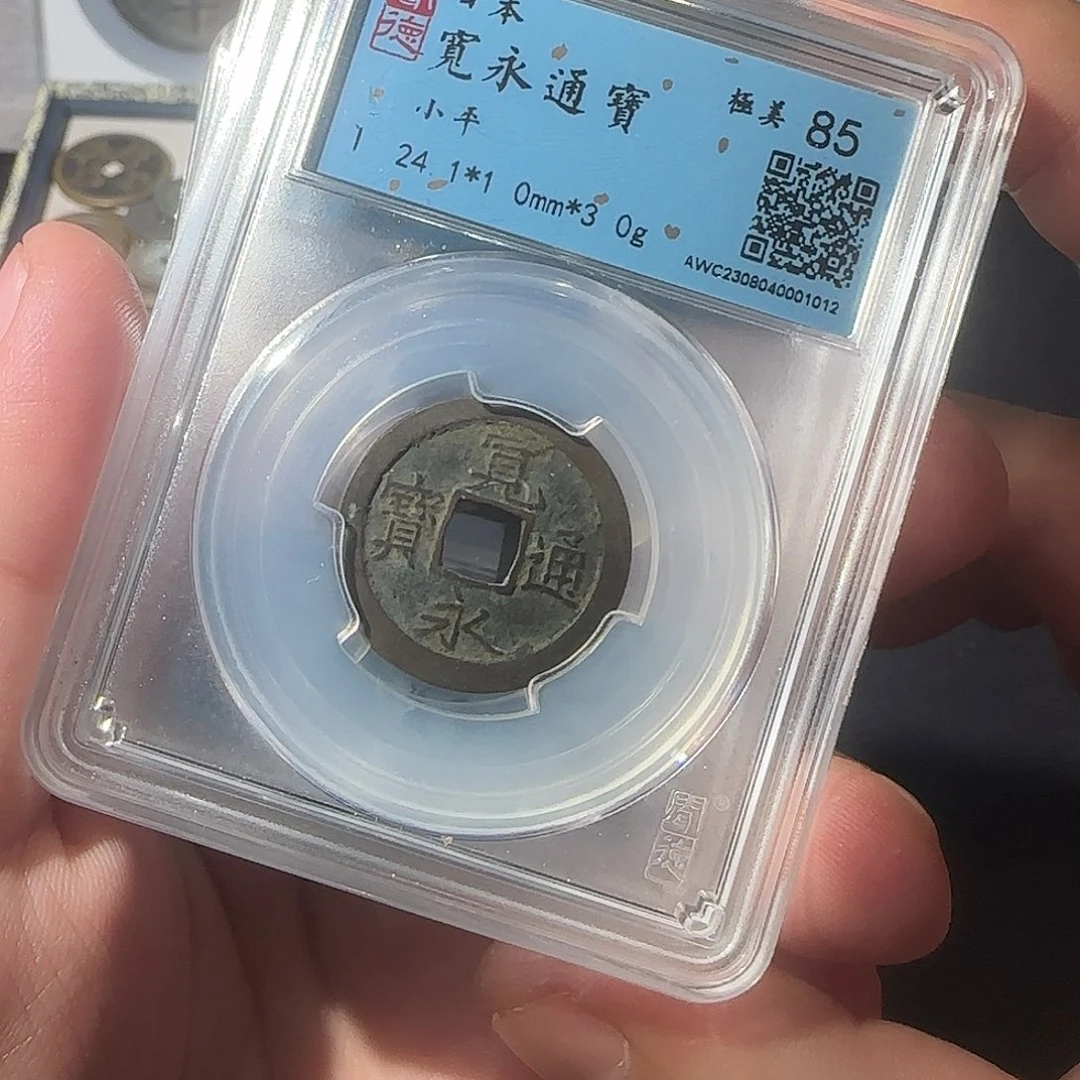 日本
德
寬永通寶
極美 85
小平
24.1*1.0mm*3.0g
AWC2308040001012
寬
寶 通
永